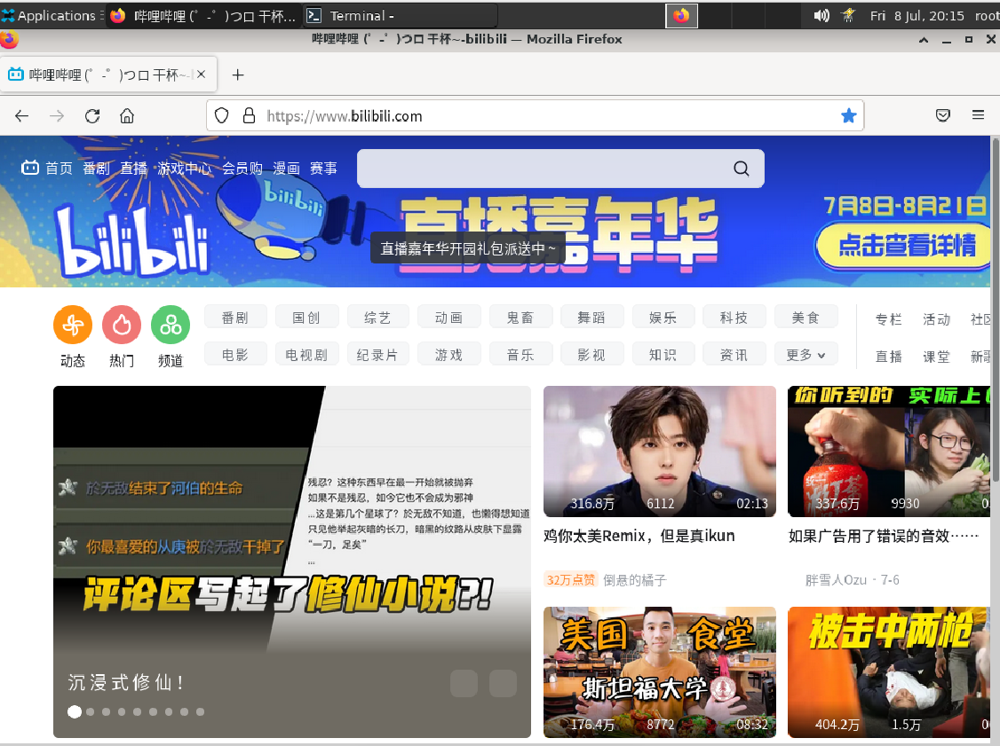 Applications
哔哩哔哩 (゜-゜)つロ 干杯...
Terminal -
Fri 8 Jul, 20:15 root
哔哩哔哩 (゜-゜)つロ 干杯~-bilibili — Mozilla Firefox
哔哩哔哩 (゜-゜)つロ 干杯~-
https://www.bilibili.com
首页 番剧 直播 游戏中心 会员购 漫画 赛事
bilibili
bilibili
直播嘉年华
7月8日-8月21日
点击查看详情
直播嘉年华开园礼包派送中 ~
番剧 国创 综艺 动画 鬼畜 舞蹈 娱乐 科技 美食
专栏 活动 社区
动态 热门 频道
电影 电视剧 纪录片 游戏 音乐 影视 知识 资讯 更多
直播 课堂 新歌
於无敌结束了河伯的生命
你最喜爱的从庚被於无敌干掉了
残忍？这种东西早在最一开始就被抛弃
如果不是残忍，如今它也不会成为邪神
...这是第几个星球了？於无敌不知道，也懒得想知道
只见他举起灰暗的长刀，暗黑的纹路从皮肤下显露
“一刀，足矣”
...
评论区写起了修仙小说?!
沉浸式修仙！
316.8万 6112 02:13
鸡你太美Remix，但是真ikun
32万点赞 倒悬的橘子
你听到的 实际上
337.6万 9930
如果广告用了错误的音效……
胖雪人Ozu · 7-6
美国食堂
斯坦福大学
176.4万 8772 08:32
被击中两枪
404.2万 1.5万